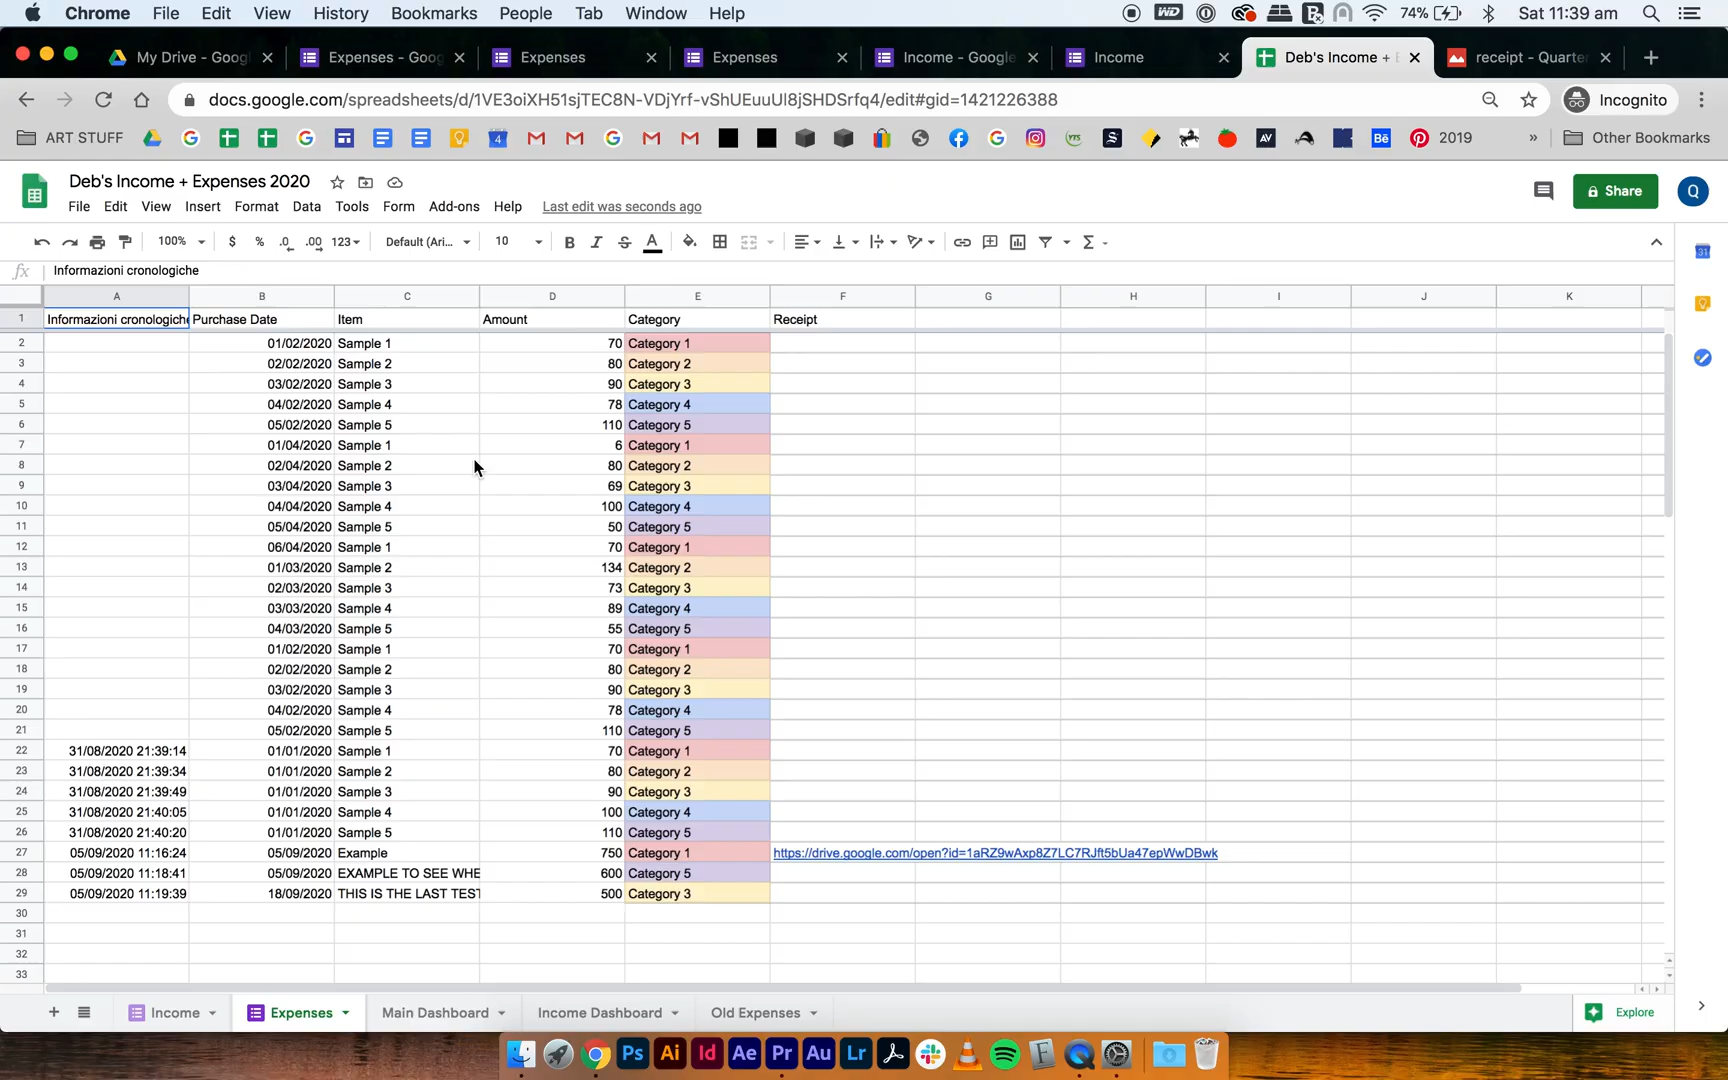 Chrome File Edit View History Bookmarks People Tab Window Help 74% Sat 11:39 am
My Drive - Goog Expenses - Goog Expenses Expenses Income - Google Income Deb's Income + E receipt - Quarter
docs.google.com/spreadsheets/d/1VE3oiXH51sjTEC8N-VDjYrf-vShUEuuUl8jSHDSrfq4/edit#gid=1421226388 Incognito
ART STUFF 2019 » Other Bookmarks
Deb's Income + Expenses 2020 Share Q
File Edit View Insert Format Data Tools Form Add-ons Help Last edit was seconds ago
100% $ % .0 .00 123 Default (Ari... 10 B I S A
fx Informazioni cronologiche
A B C D E F G H I J K
1 Informazioni cronologiche Purchase Date Item Amount Category Receipt
2 01/02/2020 Sample 1 70 Category 1
3 02/02/2020 Sample 2 80 Category 2
4 03/02/2020 Sample 3 90 Category 3
5 04/02/2020 Sample 4 78 Category 4
6 05/02/2020 Sample 5 110 Category 5
7 01/04/2020 Sample 1 6 Category 1
8 02/04/2020 Sample 2 80 Category 2
9 03/04/2020 Sample 3 69 Category 3
10 04/04/2020 Sample 4 100 Category 4
11 05/04/2020 Sample 5 50 Category 5
12 06/04/2020 Sample 1 70 Category 1
13 01/03/2020 Sample 2 134 Category 2
14 02/03/2020 Sample 3 73 Category 3
15 03/03/2020 Sample 4 89 Category 4
16 04/03/2020 Sample 5 55 Category 5
17 01/02/2020 Sample 1 70 Category 1
18 02/02/2020 Sample 2 80 Category 2
19 03/02/2020 Sample 3 90 Category 3
20 04/02/2020 Sample 4 78 Category 4
21 05/02/2020 Sample 5 110 Category 5
22 31/08/2020 21:39:14 01/01/2020 Sample 1 70 Category 1
23 31/08/2020 21:39:34 01/01/2020 Sample 2 80 Category 2
24 31/08/2020 21:39:49 01/01/2020 Sample 3 90 Category 3
25 31/08/2020 21:40:05 01/01/2020 Sample 4 100 Category 4
26 31/08/2020 21:40:20 01/01/2020 Sample 5 110 Category 5
27 05/09/2020 11:16:24 05/09/2020 Example 750 Category 1 https://drive.google.com/open?id=1aRZ9wAxp8Z7LC7RJft5bUa47epWwDBwk
28 05/09/2020 11:18:41 05/09/2020 EXAMPLE TO SEE WHE 600 Category 5
29 05/09/2020 11:19:39 18/09/2020 THIS IS THE LAST TEST 500 Category 3
30
31
32
33
Income Expenses Main Dashboard Income Dashboard Old Expenses Explore
Ps Ai Id Ae Pr Au Lr